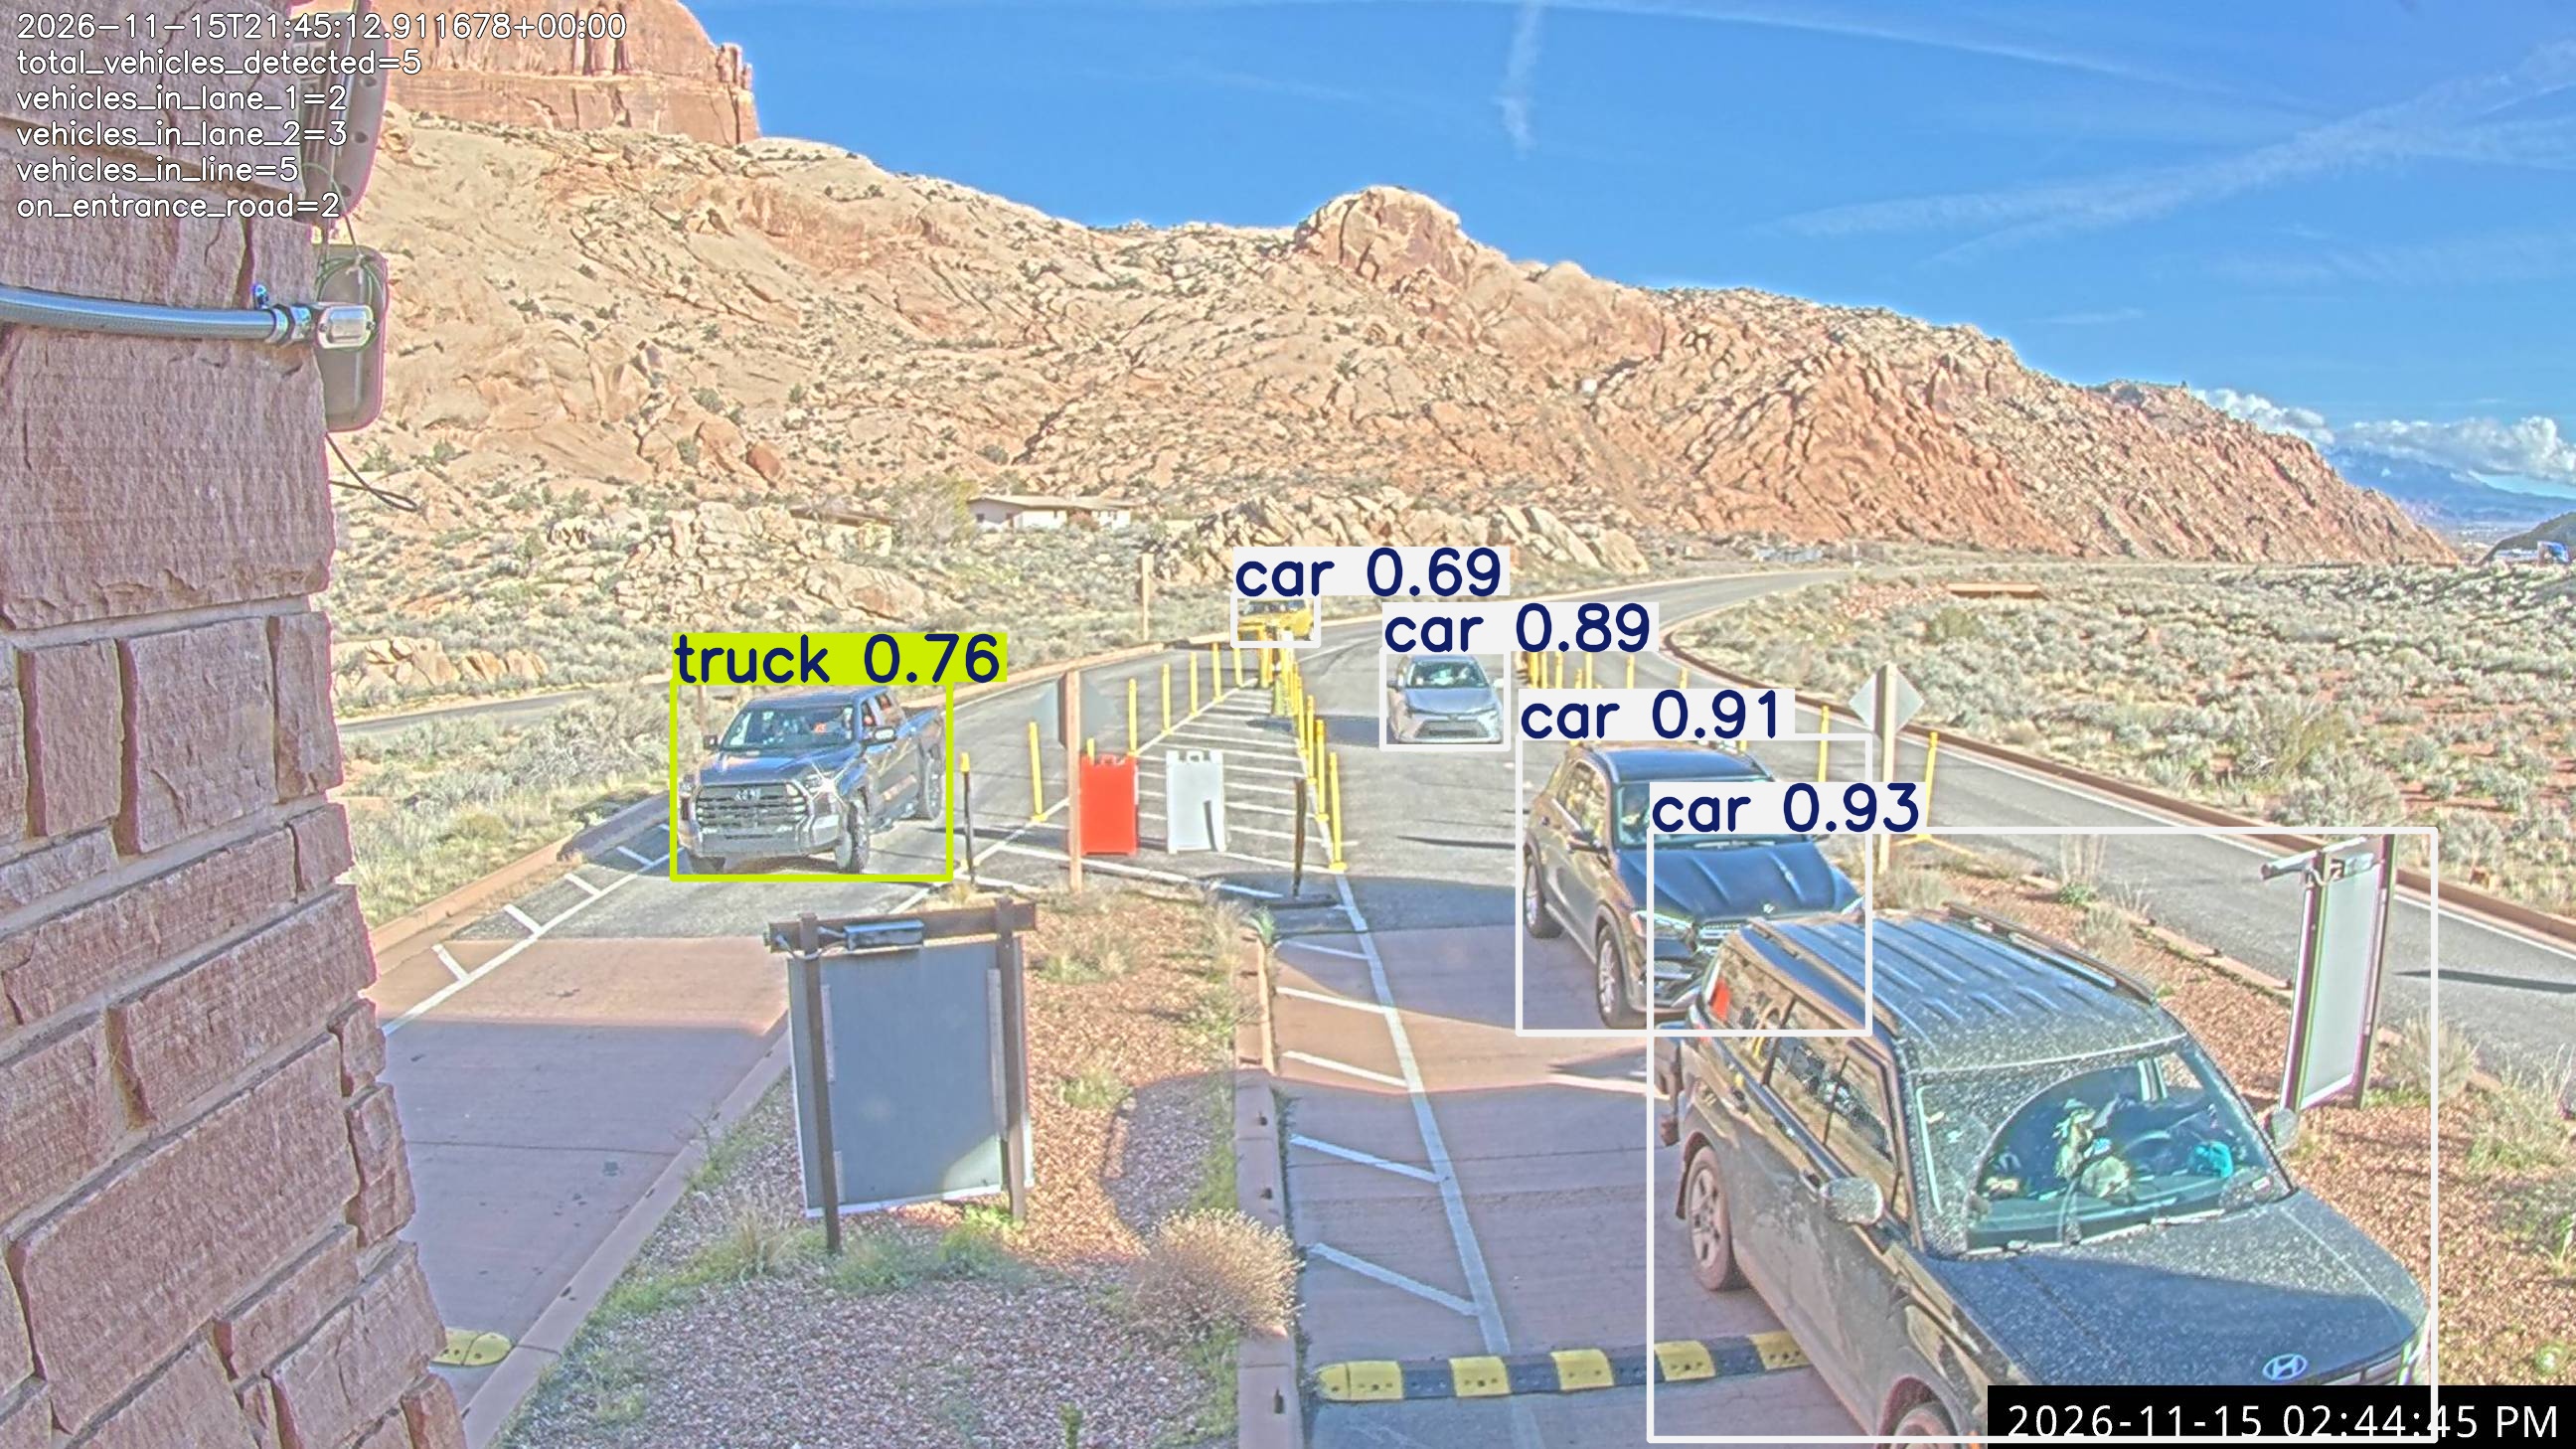 2026-11-15T21:45:12.911678+00:00
total_vehicles_detected=5
vehicles_in_lane_1=2
vehicles_in_lane_2=3
vehicles_in_line=5
on_entrance_road=2
car 0.69
car 0.89
truck 0.76
car 0.91
car 0.93
2026-11-15 02:44:45 PM